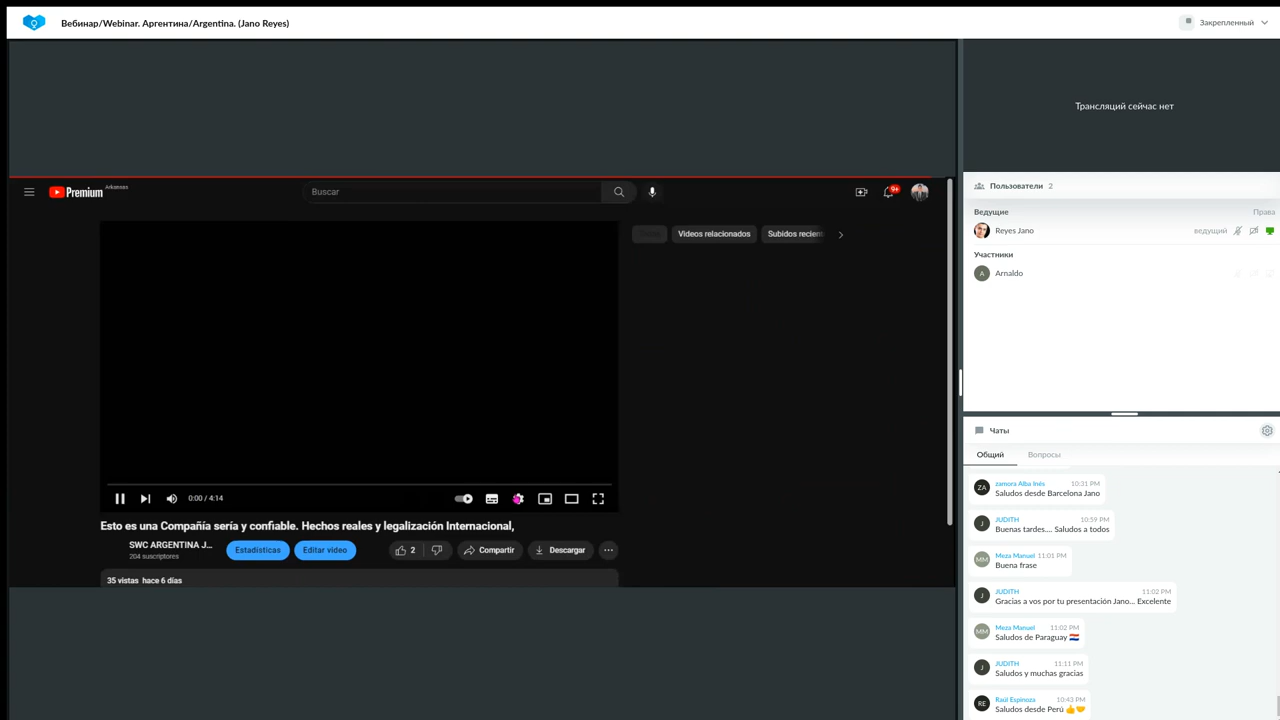 Вебинар/Webinar. Аргентина/Argentina. (Jano Reyes)
Закрепленный
Трансляций сейчас нет
Premium
Arkansas
Buscar
9+
Videos relacionados
Subidos recien
0:00 / 4:14
Esto es una Compañía sería y confiable. Hechos reales y legalización Internacional,
SWC ARGENTINA J...
204 suscriptores
Estadísticas
Editar video
2
Compartir
Descargar
35 vistas hace 6 días
Пользователи 2
Ведущие
Права
Reyes Jano
ведущий
Участники
A
Arnaldo
Чаты
Общий
Вопросы
ZA
zamora Alba Inés 10:31 PM
Saludos desde Barcelona Jano
J
JUDITH 10:59 PM
Buenas tardes.... Saludos a todos
MM
Meza Manuel 11:01 PM
Buena frase
J
JUDITH 11:02 PM
Gracias a vos por tu presentación Jano... Excelente
MM
Meza Manuel 11:02 PM
Saludos de Paraguay 🇵🇾
J
JUDITH 11:11 PM
Saludos y muchas gracias
RE
Raúl Espinoza 10:43 PM
Saludos desde Perú 👍🤝